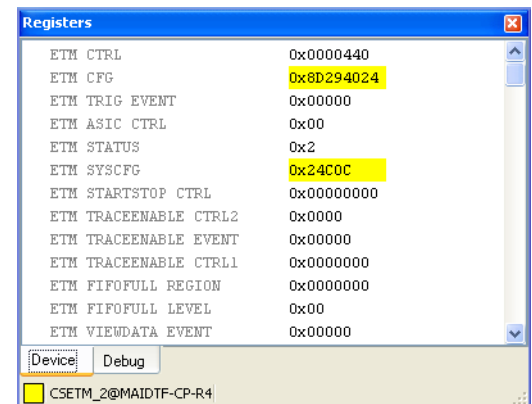 Registers
ETM CTRL 0x0000440
ETM CFG 0x8D294024
ETM TRIG EVENT 0x00000
ETM ASIC CTRL 0x00
ETM STATUS 0x2
ETM SYSCFG 0x24C0C
ETM STARTSTOP CTRL 0x00000000
ETM TRACEENABLE CTRL2 0x0000
ETM TRACEENABLE EVENT 0x00000
ETM TRACEENABLE CTRL1 0x0000000
ETM FIFOFULL REGION 0x0000000
ETM FIFOFULL LEVEL 0x00
ETM VIEWDATA EVENT 0x00000
Device Debug
CSETM_2@MAIDTF-CP-R4